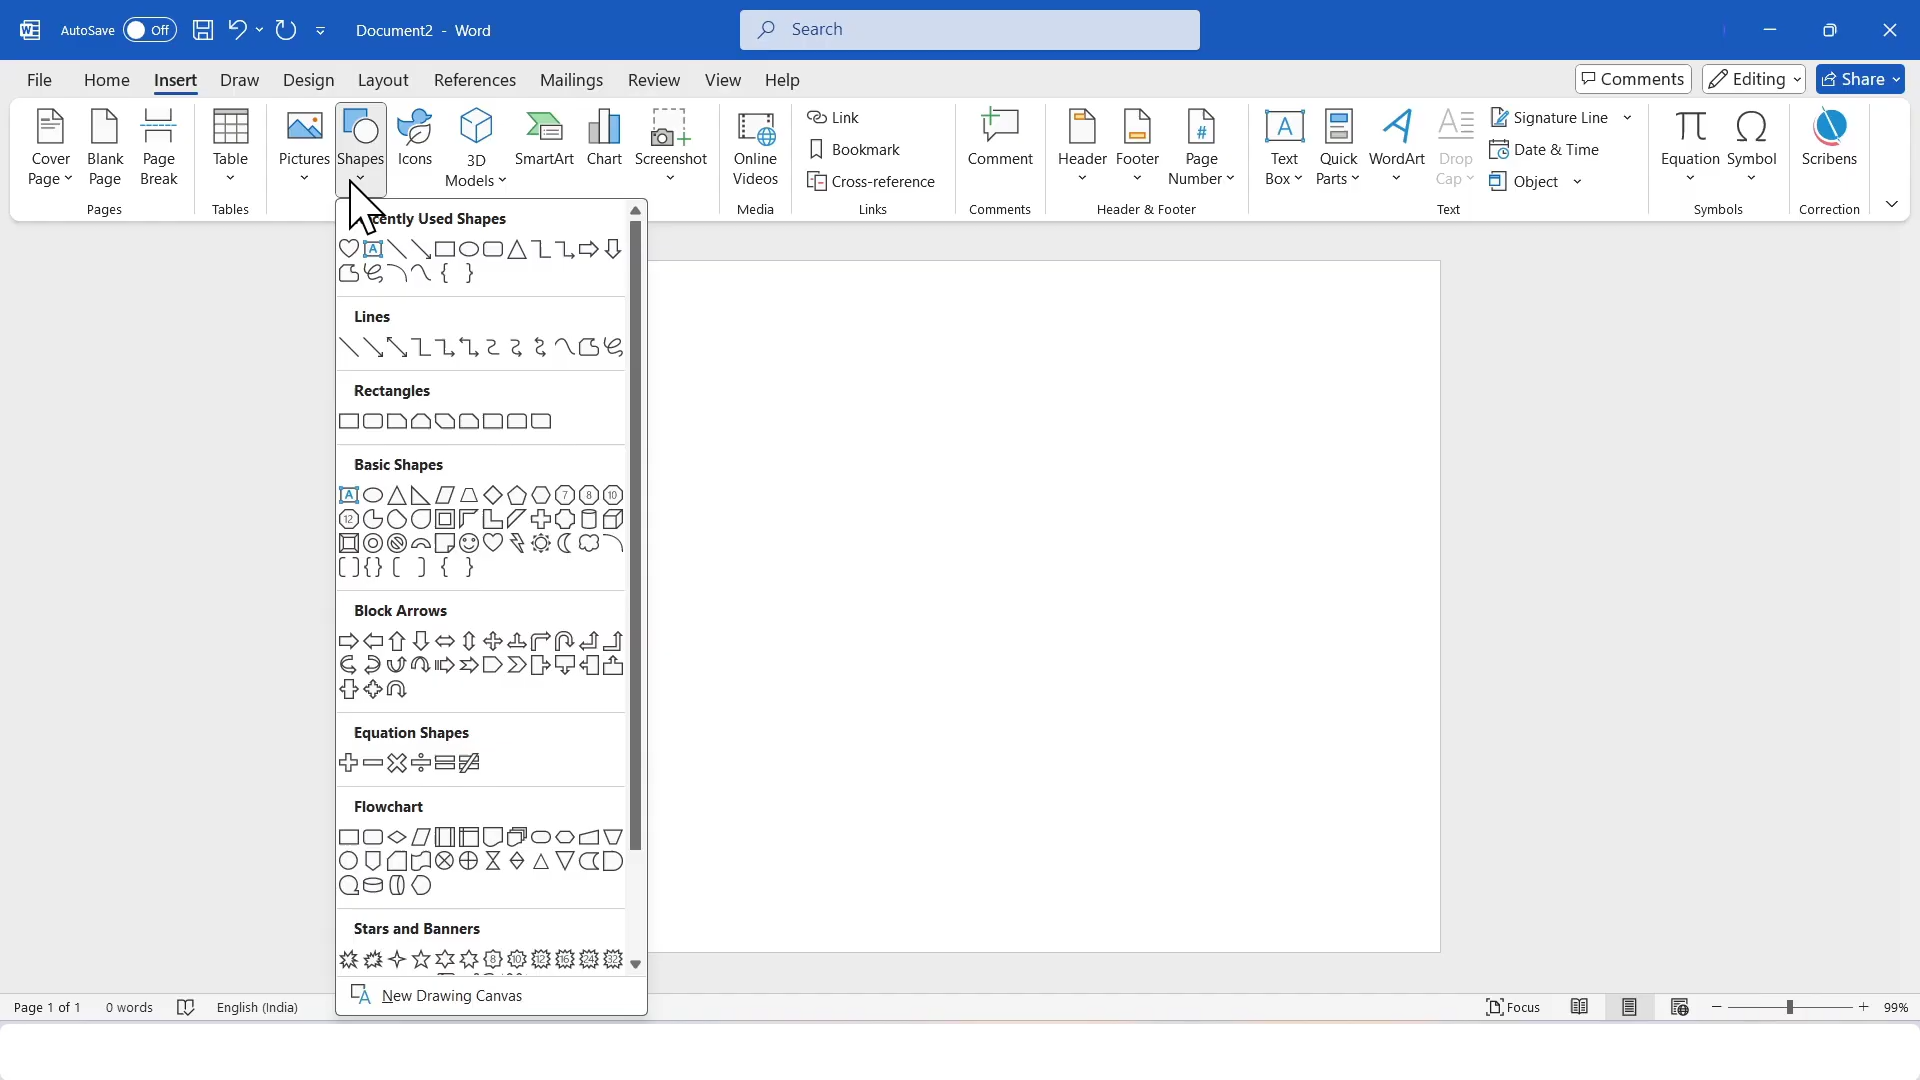 AutoSave Off Document2 - Word Search
File Home Insert Draw Design Layout References Mailings Review View Help Comments Editing Share
Cover Page Blank Page Page Break Table Pictures Shapes Icons 3D Models SmartArt Chart Screenshot Online Videos Link Bookmark Cross-reference Comment Header Footer Page Number Text Box Quick Parts WordArt Drop Cap Signature Line Date & Time Object Equation Symbol Scribens
Pages Tables Media Links Comments Header & Footer Text Symbols Correction
cently Used Shapes
Lines
Rectangles
Basic Shapes
Block Arrows
Equation Shapes
Flowchart
Stars and Banners
New Drawing Canvas
Page 1 of 1 0 words English (India) Focus 99%